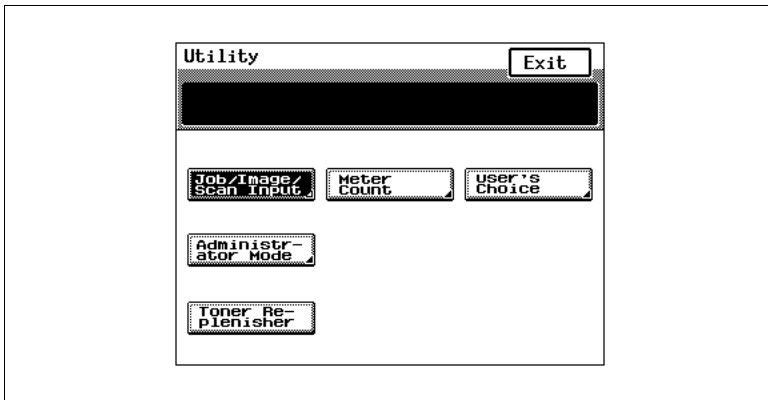 Utility
Exit
Job/Image/
Scan Input
Meter
Count
User's
Choice
Administr-
ator Mode
Toner Re-
plenisher